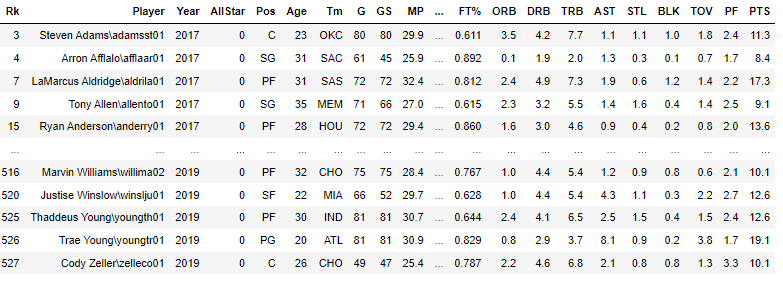 Rk Player Year AllStar Pos Age Tm G GS MP ... FT% ORB DRB TRB AST STL BLK TOV PF PTS
3 Steven Adams\adamsst01 2017 0 C 23 OKC 80 80 29.9 ... 0.611 3.5 4.2 7.7 1.1 1.1 1.0 1.8 2.4 11.3
4 Arron Afflalo\afflaar01 2017 0 SG 31 SAC 61 45 25.9 ... 0.892 0.1 1.9 2.0 1.3 0.3 0.1 0.7 1.7 8.4
7 LaMarcus Aldridge\aldrila01 2017 0 PF 31 SAS 72 72 32.4 ... 0.812 2.4 4.9 7.3 1.9 0.6 1.2 1.4 2.2 17.3
9 Tony Allen\allento01 2017 0 SG 35 MEM 71 66 27.0 ... 0.615 2.3 3.2 5.5 1.4 1.6 0.4 1.4 2.5 9.1
15 Ryan Anderson\anderry01 2017 0 PF 28 HOU 72 72 29.4 ... 0.860 1.6 3.0 4.6 0.9 0.4 0.2 0.8 2.0 13.6
... ... ... ... ... ... ... ... ... ... ... ... ... ... ... ... ... ... ... ... ...
516 Marvin Williams\willima02 2019 0 PF 32 CHO 75 75 28.4 ... 0.767 1.0 4.4 5.4 1.2 0.9 0.8 0.6 2.1 10.1
520 Justise Winslow\winslju01 2019 0 SF 22 MIA 66 52 29.7 ... 0.628 1.0 4.4 5.4 4.3 1.1 0.3 2.2 2.7 12.6
525 Thaddeus Young\youngth01 2019 0 PF 30 IND 81 81 30.7 ... 0.644 2.4 4.1 6.5 2.5 1.5 0.4 1.5 2.4 12.6
526 Trae Young\youngtr01 2019 0 PG 20 ATL 81 81 30.9 ... 0.829 0.8 2.9 3.7 8.1 0.9 0.2 3.8 1.7 19.1
527 Cody Zeller\zelleco01 2019 0 C 26 CHO 49 47 25.4 ... 0.787 2.2 4.6 6.8 2.1 0.8 0.8 1.3 3.3 10.1